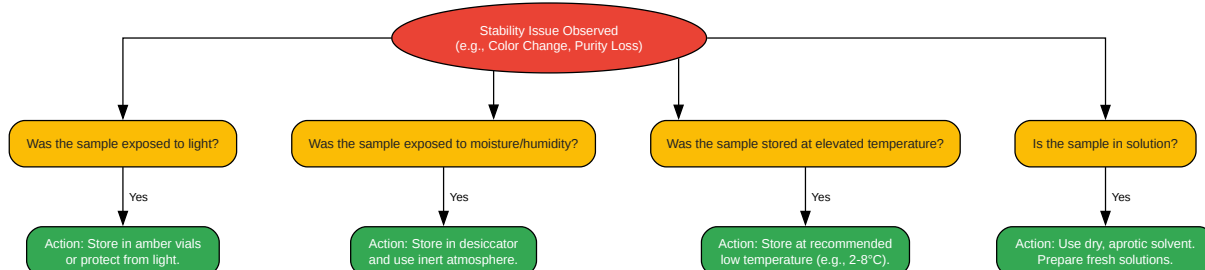 Stability Issue Observed
(e.g., Color Change, Purity Loss)
Was the sample exposed to light?
Was the sample exposed to moisture/humidity?
Was the sample stored at elevated temperature?
Is the sample in solution?
Yes
Yes
Yes
Yes
Action: Store in amber vials
or protect from light.
Action: Store in desiccator
and use inert atmosphere.
Action: Store at recommended
low temperature (e.g., 2-8°C).
Action: Use dry, aprotic solvent.
Prepare fresh solutions.